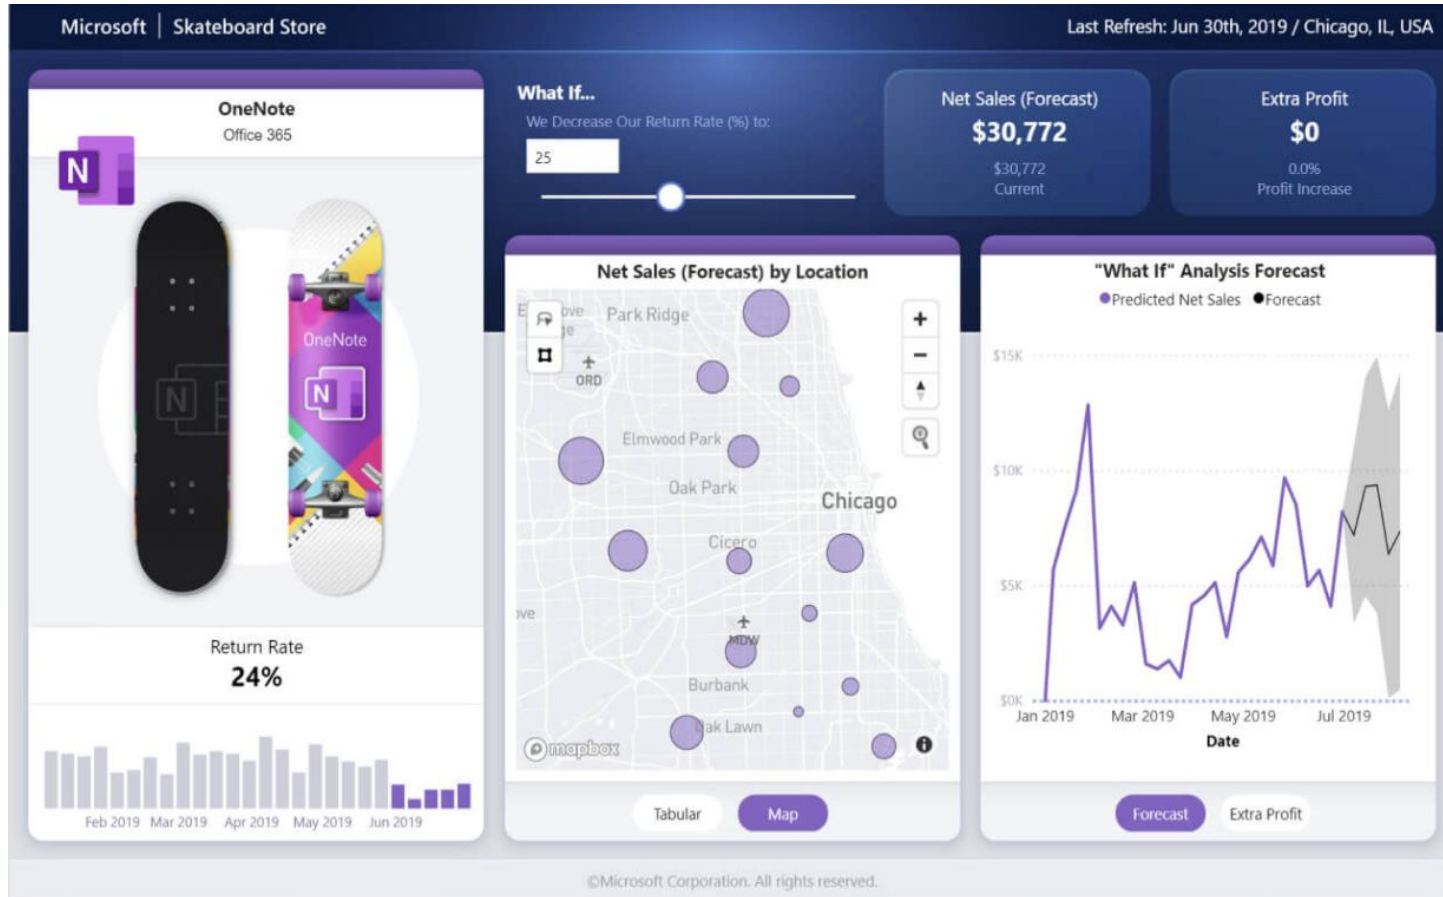 Microsoft | Skateboard Store
Last Refresh: Jun 30th, 2019 / Chicago, IL, USA
OneNote
Office 365
N
OneNote
N
N
Return Rate
24%
Feb 2019 Mar 2019 Apr 2019 May 2019 Jun 2019
What If...
We Decrease Our Return Rate (%) to:
25
Net Sales (Forecast)
$30,772
$30,772
Current
Extra Profit
$0
0.0%
Profit Increase
Net Sales (Forecast) by Location
Park Ridge
ORD
Elmwood Park
Oak Park
Chicago
Cicero
MDW
Burbank
Oak Lawn
mapbox
Tabular
Map
"What If" Analysis Forecast
Predicted Net Sales Forecast
$15K
$10K
$5K
$0K
Jan 2019 Mar 2019 May 2019 Jul 2019
Date
Forecast
Extra Profit
©Microsoft Corporation. All rights reserved.